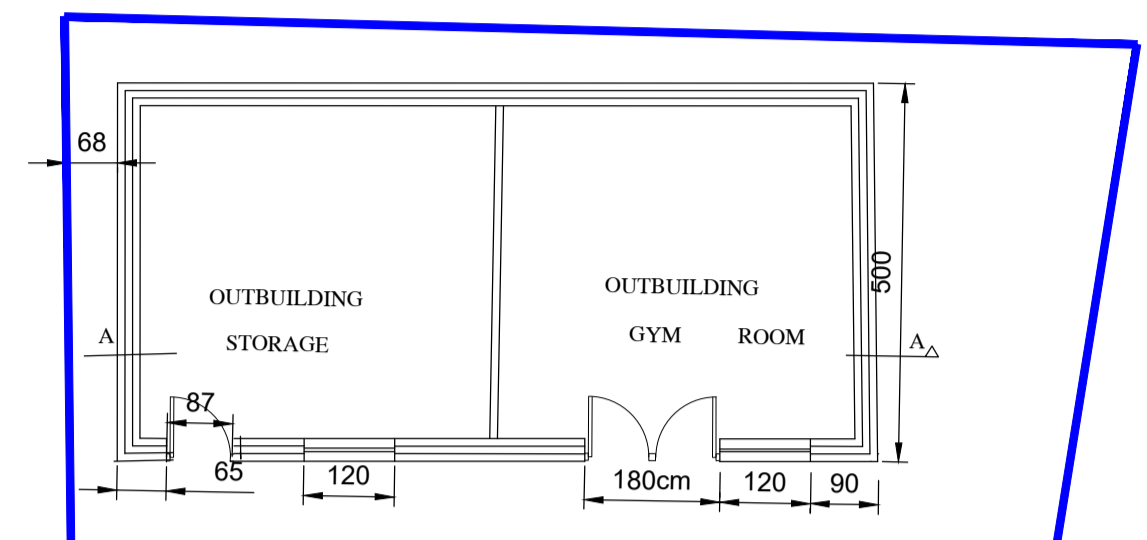 68
500
OUTBUILDING
STORAGE
OUTBUILDING
GYM ROOM
A
A
87
65
120
180cm
120
90